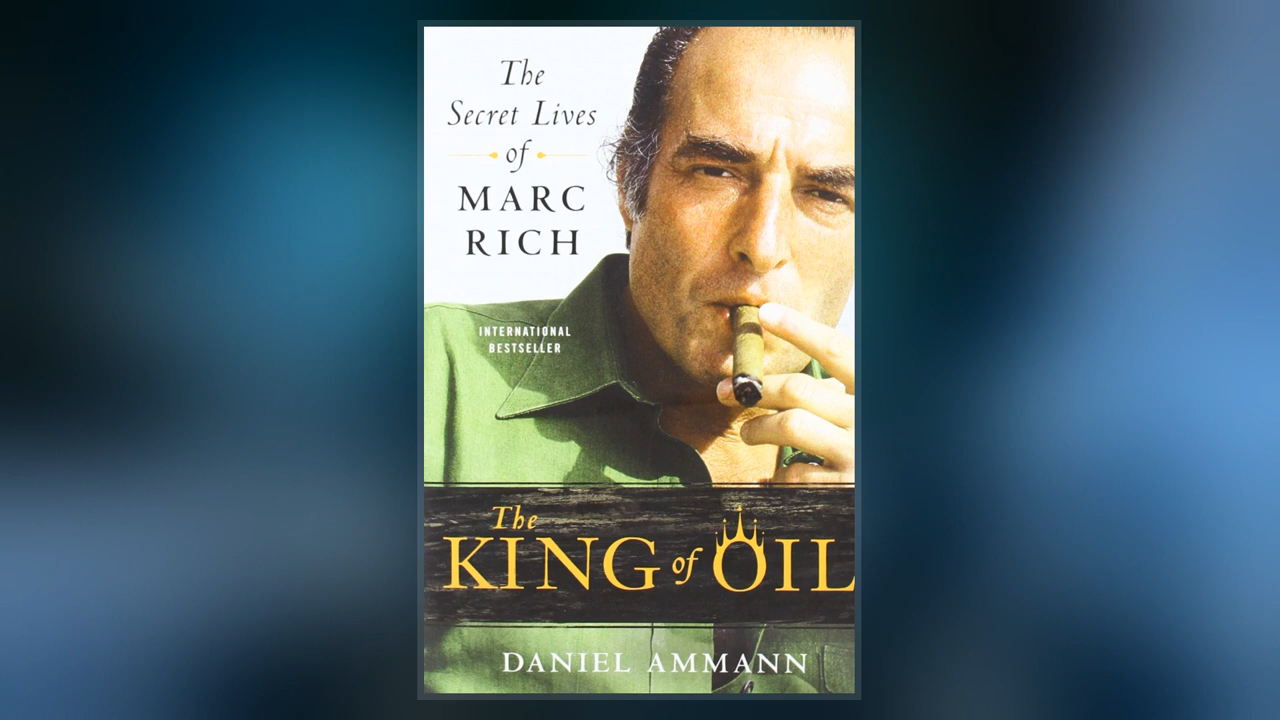 The
Secret Lives
of
MARC
RICH
INTERNATIONAL
BESTSELLER
The
KING of OIL
DANIEL AMMANN